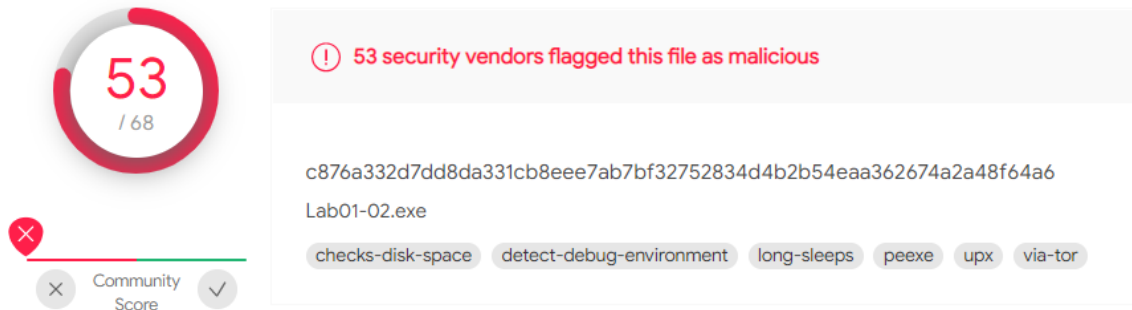 53
/ 68
Community
Score
53 security vendors flagged this file as malicious
c876a332d7dd8da331cb8eee7ab7bf32752834d4b2b54eaa362674a2a48f64a6
Lab01-02.exe
checks-disk-space detect-debug-environment long-sleeps peexe upx via-tor